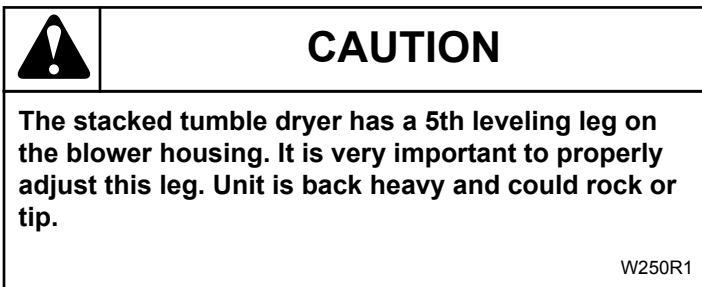 CAUTION
The stacked tumble dryer has a 5th leveling leg on
the blower housing. It is very important to properly
adjust this leg. Unit is back heavy and could rock or
tip.
W250R1